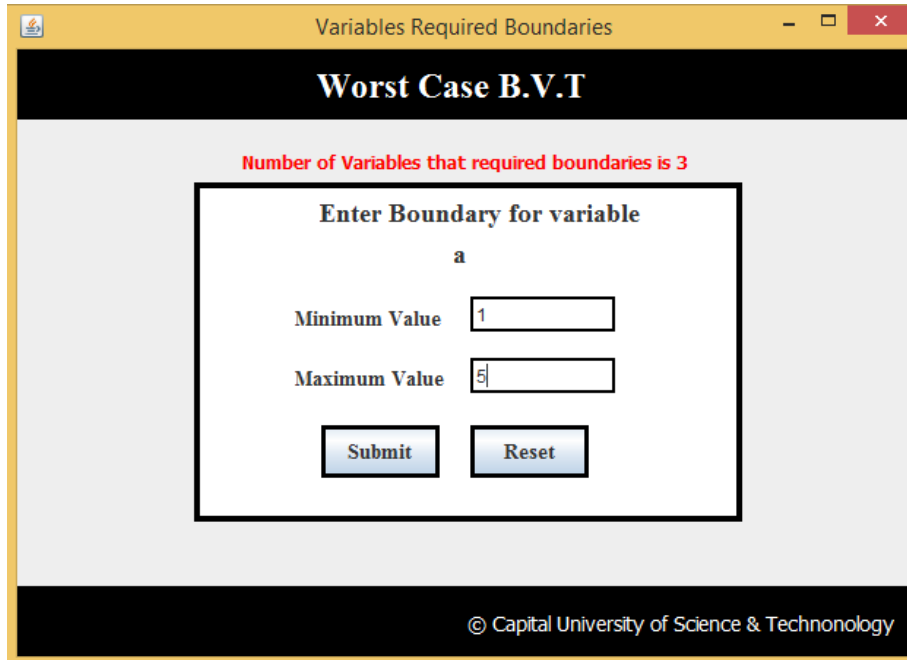 Variables Required Boundaries
Worst Case B.V.T
Number of Variables that required boundaries is 3
Enter Boundary for variable
a
Minimum Value 1
Maximum Value 5
Submit Reset
© Capital University of Science & Technonology